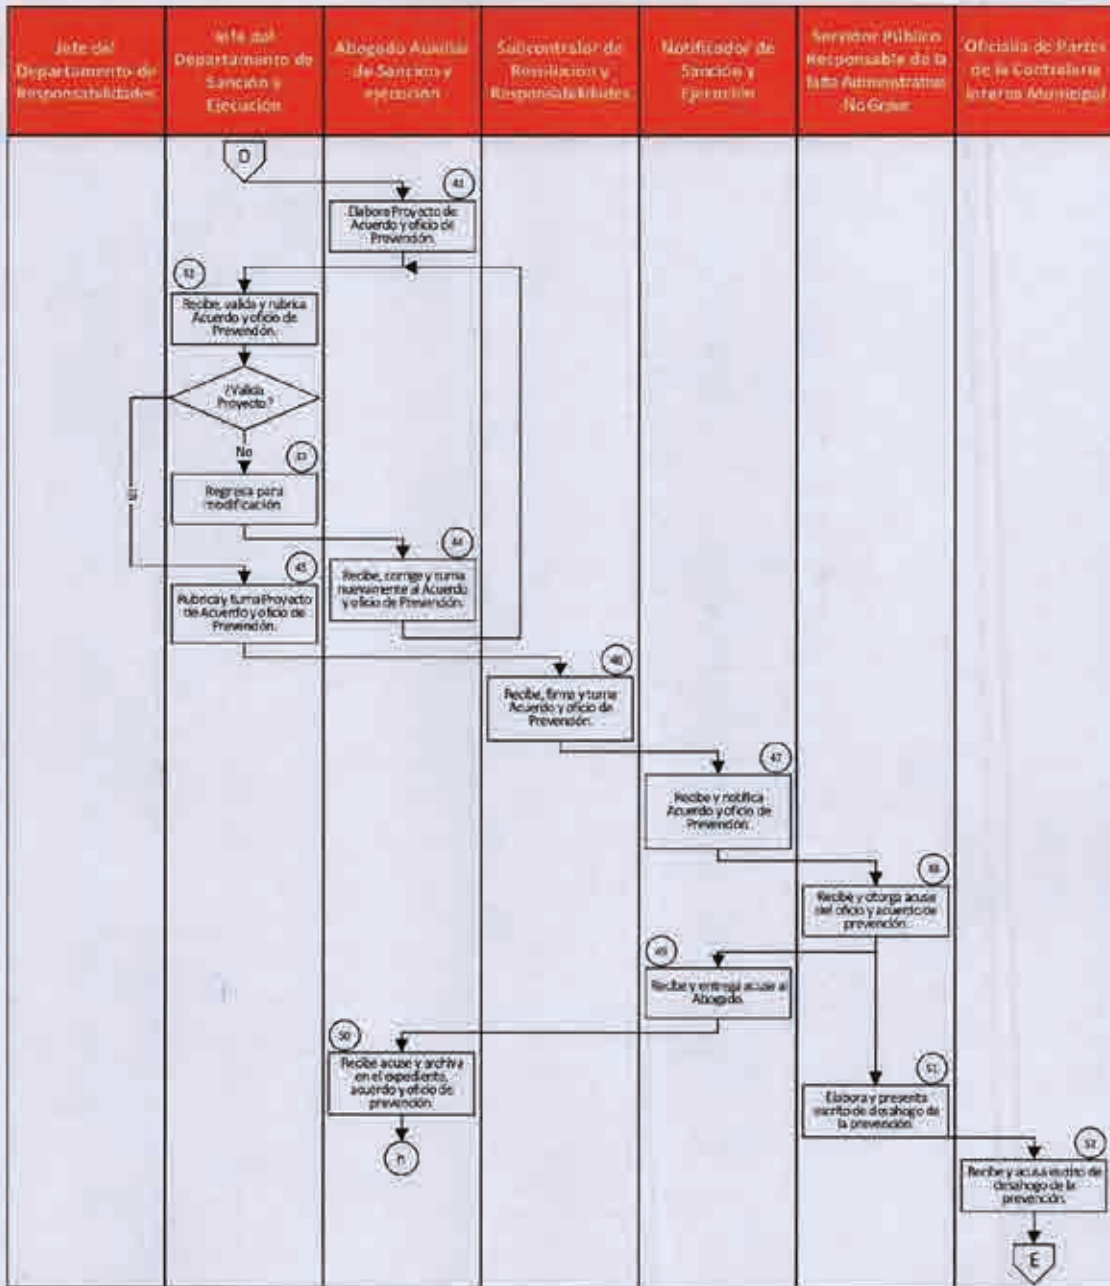 Jefe del
Departamento de
Responsabilidades
Jefe del
Departamento de
Sanción y
Ejecución
Abogado Auxiliar
de Sanción y
ejecución
Subcontralor de
Resolución y
Responsabilidades
Notificador de
Sanción y
Ejecución
Servidor Público
Responsable de la
falta Administrativa
No Grave
Oficialía de Partes
de la Contraloría
Interna Municipal
D
41
Elabora Proyecto de
Acuerdo y oficio de
Prevención.
42
Recibe, valida y rubrica
Acuerdo y oficio de
Prevención.
¿Valida
Proyecto?
No
43
Regresa para
modificación
44
Recibe, corrige y turna
nuevamente al Acuerdo
y oficio de Prevención.
45
Rubrica y turna Proyecto
de Acuerdo y oficio de
Prevención.
46
Recibe, firma y turna
Acuerdo y oficio de
Prevención.
47
Recibe y notifica
Acuerdo y oficio de
Prevención.
48
Recibe y otorga acuse
del oficio y acuerdo de
prevención.
49
Recibe y entrega acuse al
Abogado.
50
Recibe acuse y archiva
en el expediente,
acuerdo y oficio de
prevención
51
Elabora y presenta
escrito de desahogo de
la prevención.
52
Recibe y acusa escrito de
desahogo de la
prevención.
E